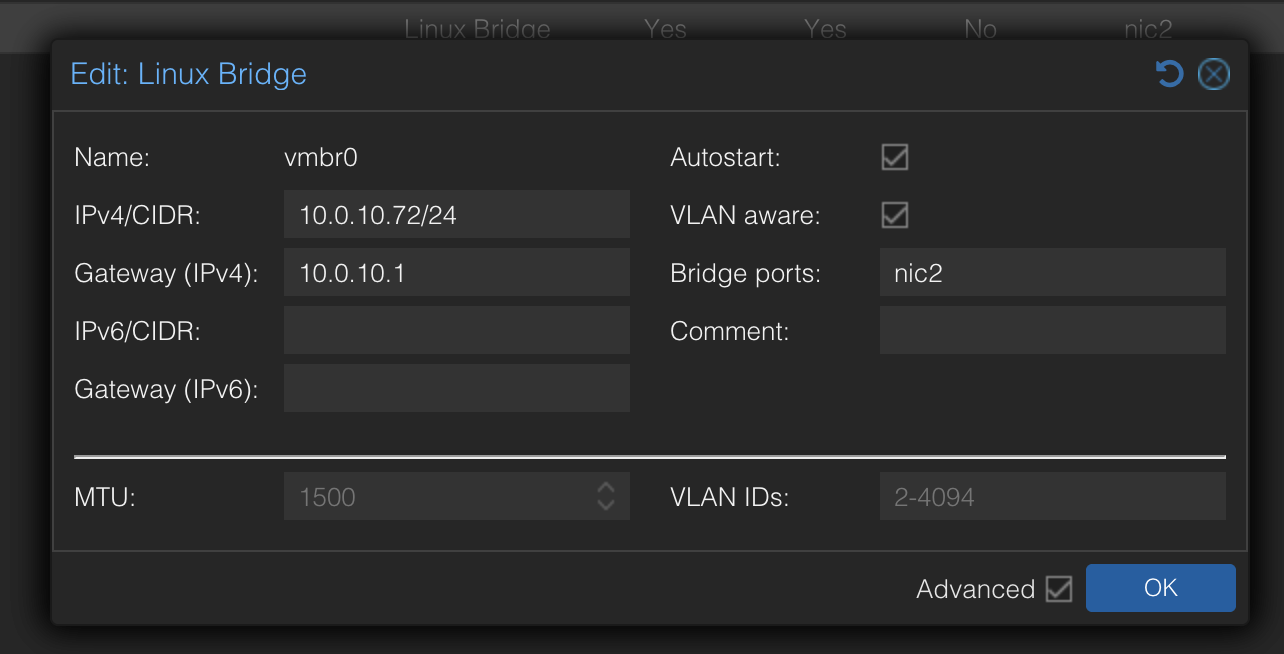 Linux Bridge Yes Yes No nic2
Edit: Linux Bridge
Name: vmbr0 Autostart:
IPv4/CIDR: 10.0.10.72/24 VLAN aware:
Gateway (IPv4): 10.0.10.1 Bridge ports: nic2
IPv6/CIDR: Comment:
Gateway (IPv6):
MTU: 1500 VLAN IDs: 2-4094
Advanced OK